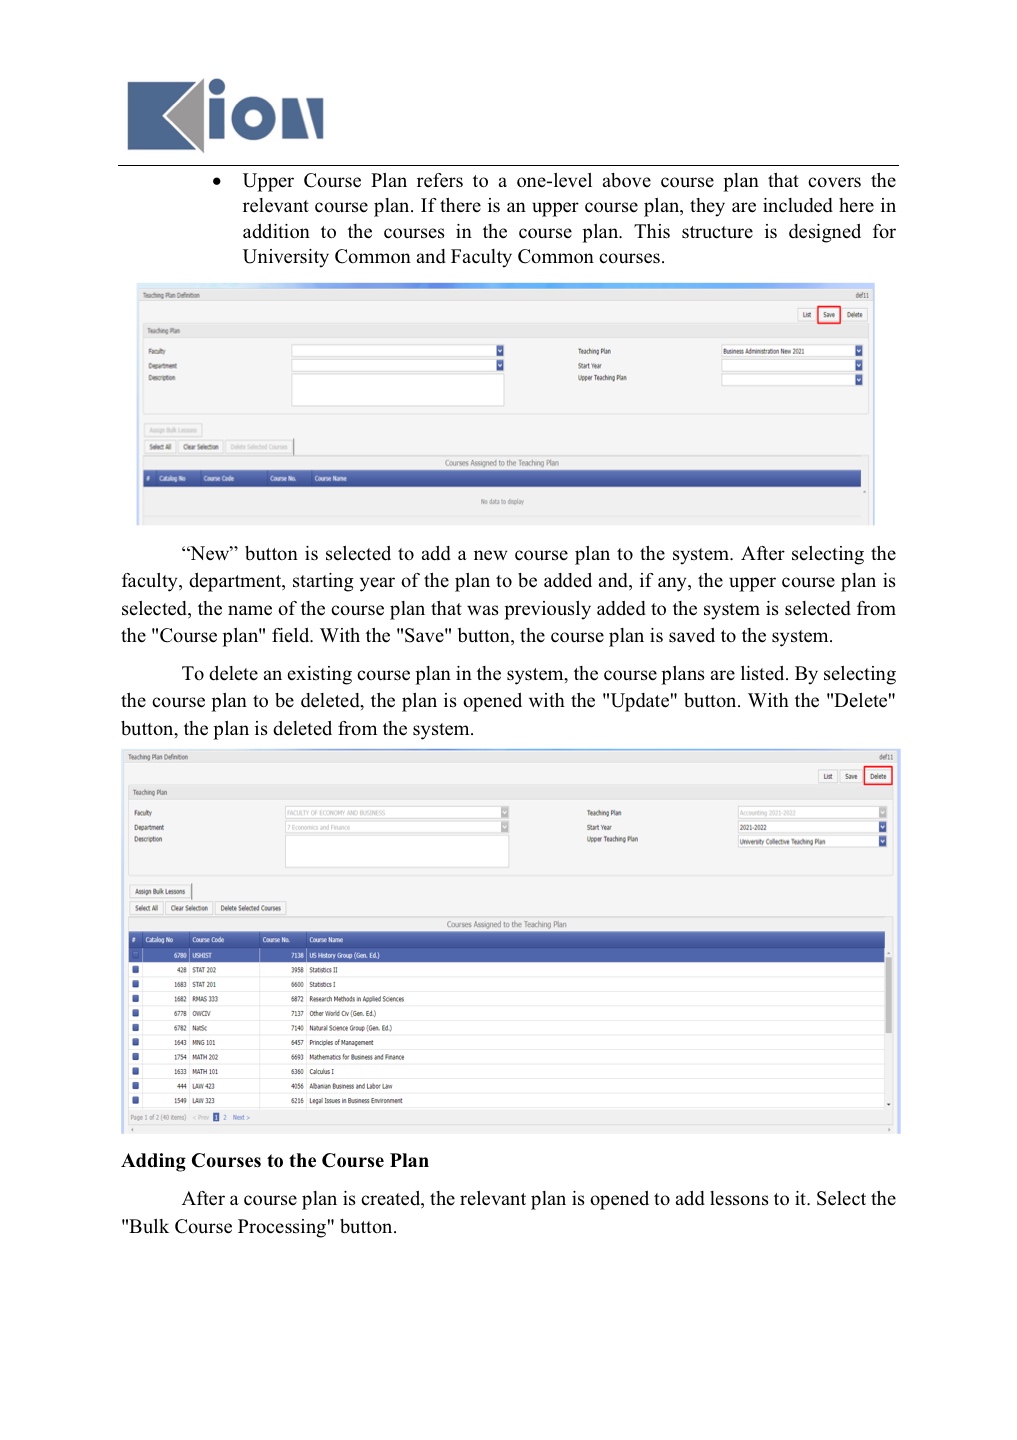 Kion
• Upper Course Plan refers to a one-level above course plan that covers the
relevant course plan. If there is an upper course plan, they are included here in
addition to the courses in the course plan. This structure is designed for
University Common and Faculty Common courses.
Teaching Plan Definition def11
List Save Delete
Teaching Plan
Faculty Teaching Plan Business Administration New 2021
Department Start Year
Description Upper Teaching Plan
Assign Bulk Lessons
Select All Clear Selection Delete Selected Courses
Courses Assigned to the Teaching Plan
# Catalog No Course Code Course No. Course Name
No data to display
“New” button is selected to add a new course plan to the system. After selecting the
faculty, department, starting year of the plan to be added and, if any, the upper course plan is
selected, the name of the course plan that was previously added to the system is selected from
the "Course plan" field. With the "Save" button, the course plan is saved to the system.
To delete an existing course plan in the system, the course plans are listed. By selecting
the course plan to be deleted, the plan is opened with the "Update" button. With the "Delete"
button, the plan is deleted from the system.
Teaching Plan Definition def11
List Save Delete
Teaching Plan
Faculty FACULTY OF ECONOMY AND BUSINESS Teaching Plan Accounting 2021-2022
Department 7 Economics and Finance Start Year 2021-2022
Description Upper Teaching Plan University Collective Teaching Plan
Assign Bulk Lessons
Select All Clear Selection Delete Selected Courses
Courses Assigned to the Teaching Plan
# Catalog No Course Code Course No. Course Name
6780 USHIST 7138 US History Group (Gen. Ed.)
428 STAT 202 3958 Statistics II
1683 STAT 201 6600 Statistics I
1682 RMAS 333 6872 Research Methods in Applied Sciences
6778 OWCIV 7137 Other World Civ (Gen. Ed.)
6782 NatSc 7140 Natural Science Group (Gen. Ed.)
1643 MNG 101 6457 Principles of Management
1754 MATH 202 6693 Mathematics for Business and Finance
1633 MATH 101 6360 Calculus I
444 LAW 423 4056 Albanian Business and Labor Law
1549 LAW 323 6216 Legal Issues in Business Environment
Page 1 of 2 (40 items) < Prev 1 2 Next >
Adding Courses to the Course Plan
After a course plan is created, the relevant plan is opened to add lessons to it. Select the
"Bulk Course Processing" button.